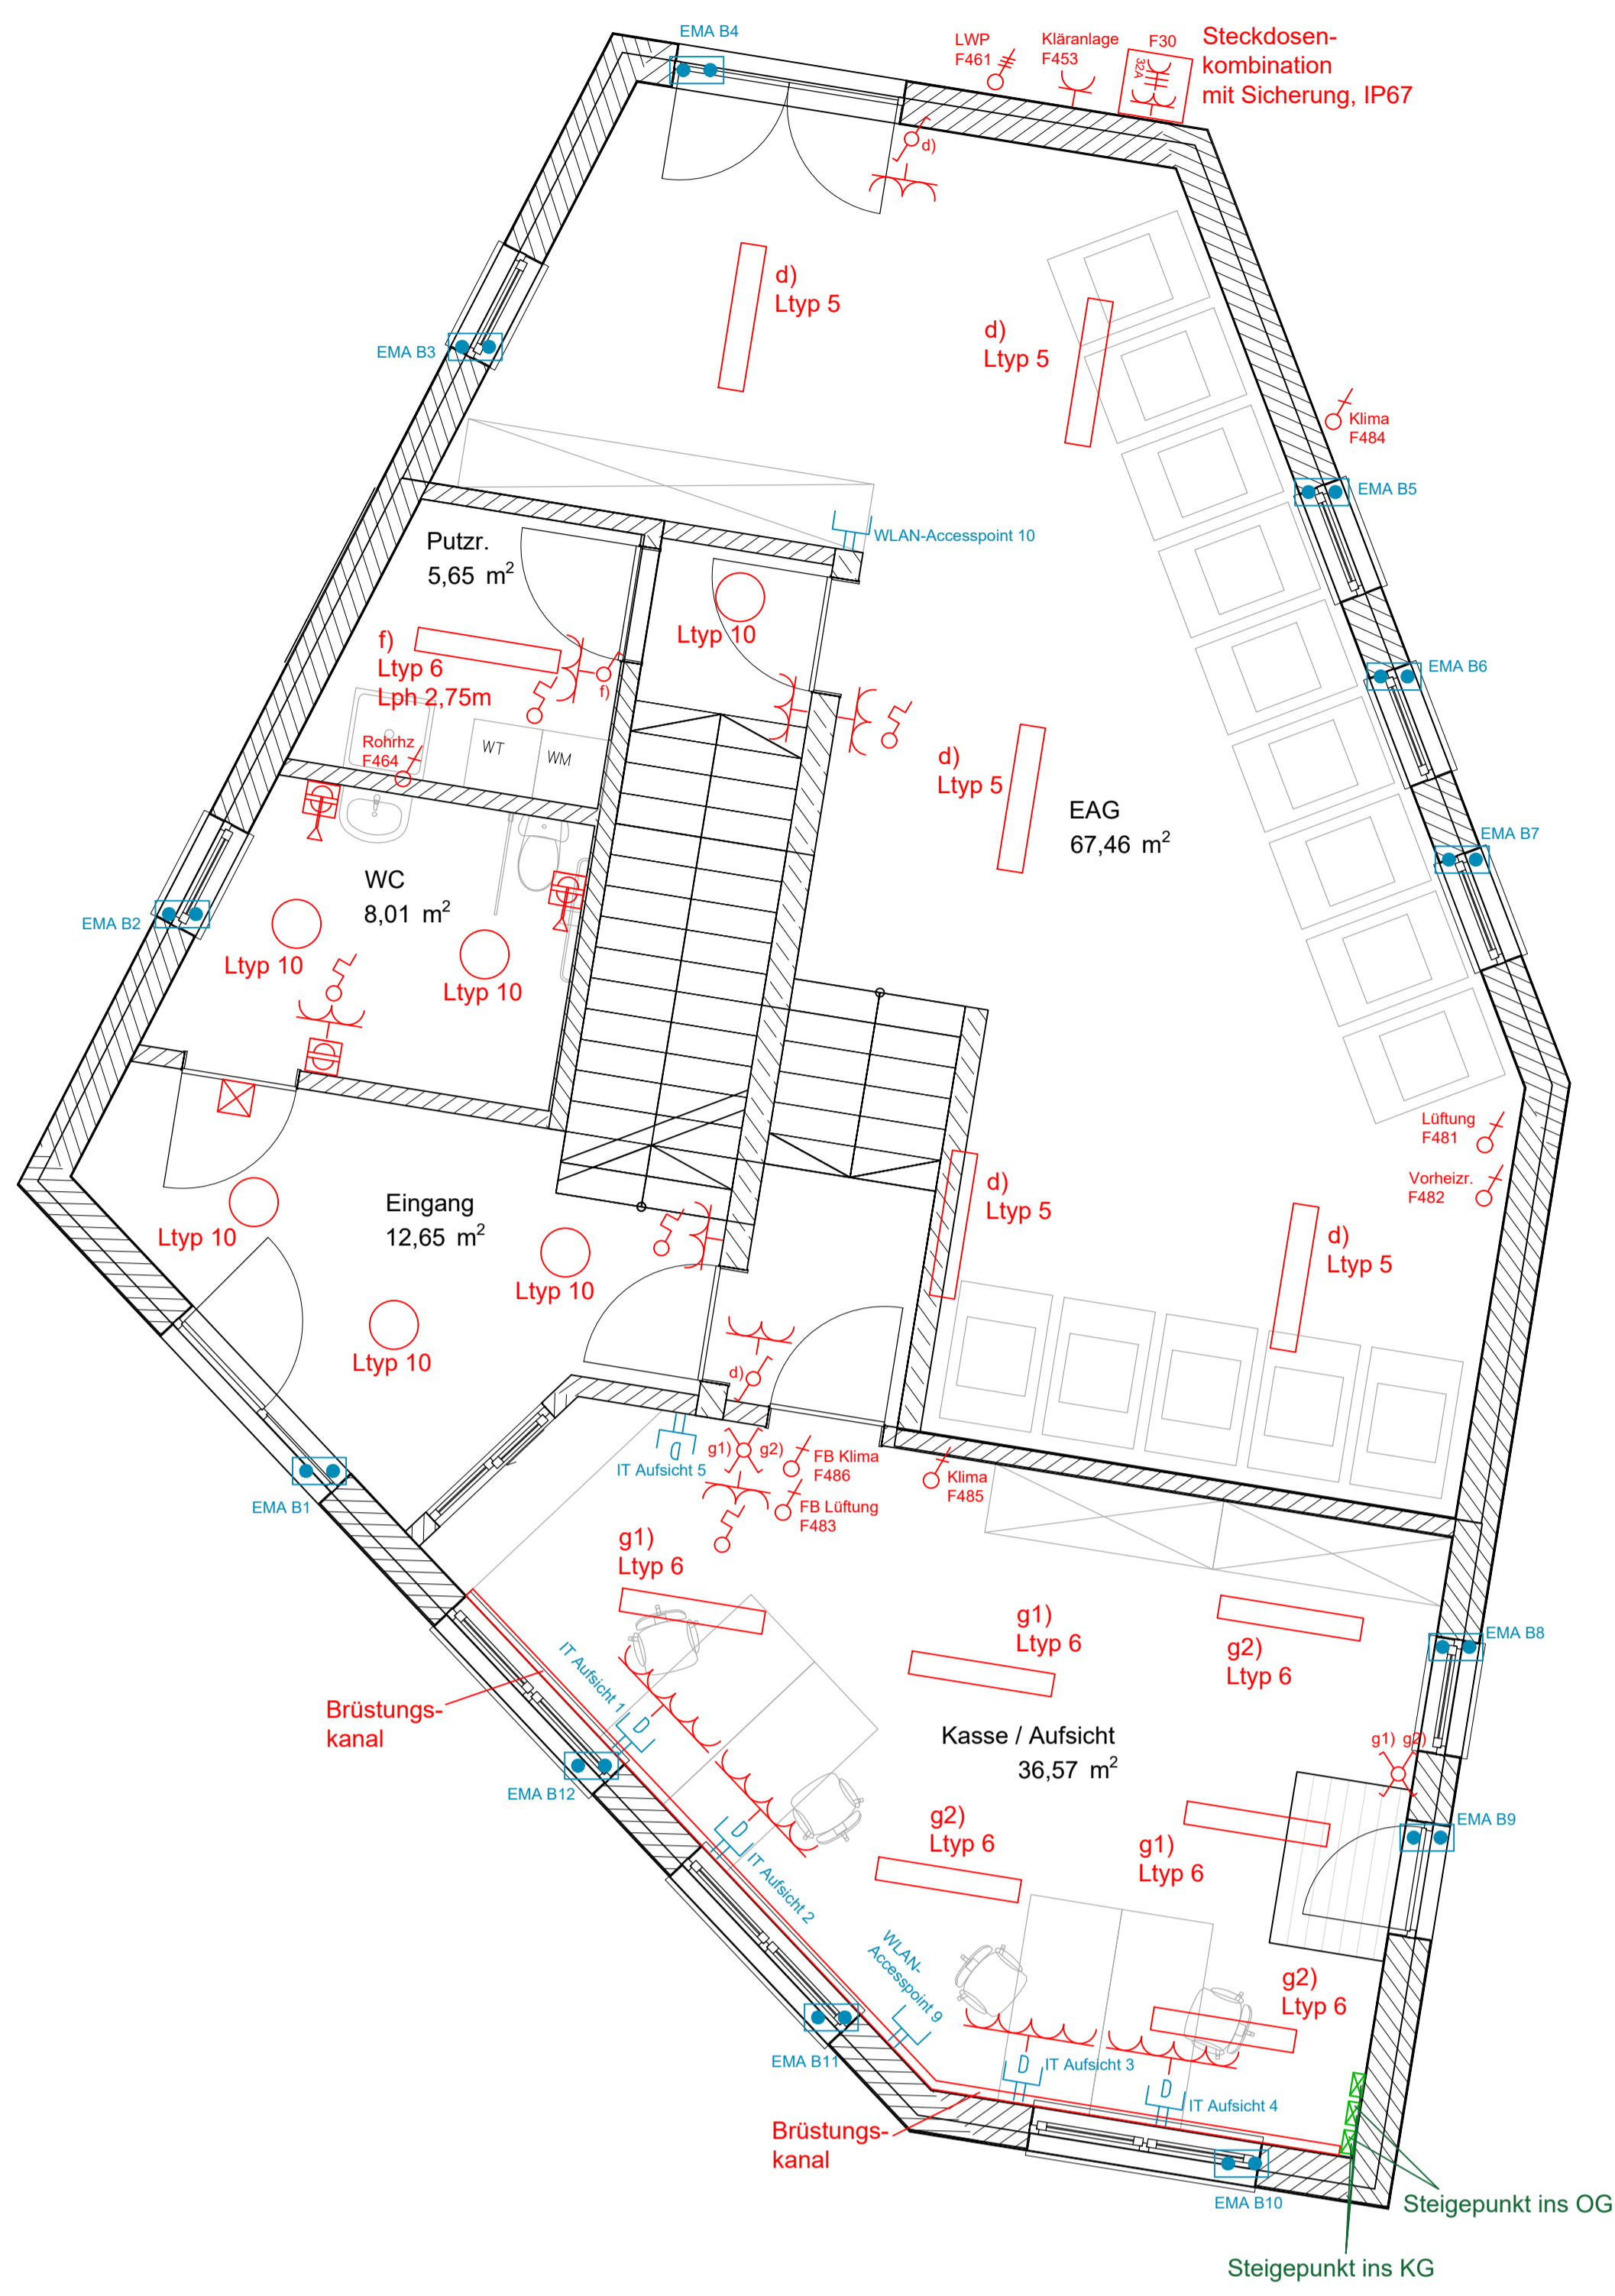 EMA B4
LWP
F461
Kläranlage
F453
F30
32A
Steckdosen-
kombination
mit Sicherung, IP67
d)
d)
Ltyp 5
d)
Ltyp 5
EMA B3
Klima
F484
EMA B5
WLAN-Accesspoint 10
Putzr.
5,65 m²
f)
Ltyp 6
Lph 2,75m
f)
Ltyp 10
EMA B6
Rohrhz
F464
WT
WM
d)
Ltyp 5
EAG
67,46 m²
EMA B7
WC
8,01 m²
EMA B2
Ltyp 10
Ltyp 10
Lüftung
F481
Vorheizr.
F482
Eingang
12,65 m²
Ltyp 10
Ltyp 10
Ltyp 10
d)
Ltyp 5
d)
Ltyp 5
d)
EMA B1
IT Aufsicht 5
D
g1)
g2)
FB Klima
F486
FB Lüftung
F483
Klima
F485
g1)
Ltyp 6
g1)
Ltyp 6
g2)
Ltyp 6
EMA B8
Brüstungs-
kanal
IT Aufsicht 1
D
EMA B12
Kasse / Aufsicht
36,57 m²
g1) g2)
EMA B9
g2)
Ltyp 6
g1)
Ltyp 6
D
IT Aufsicht 2
WLAN-
Accesspoint 9
g2)
Ltyp 6
EMA B11
D
IT Aufsicht 3
D
IT Aufsicht 4
Brüstungs-
kanal
EMA B10
Steigepunkt ins OG
Steigepunkt ins KG